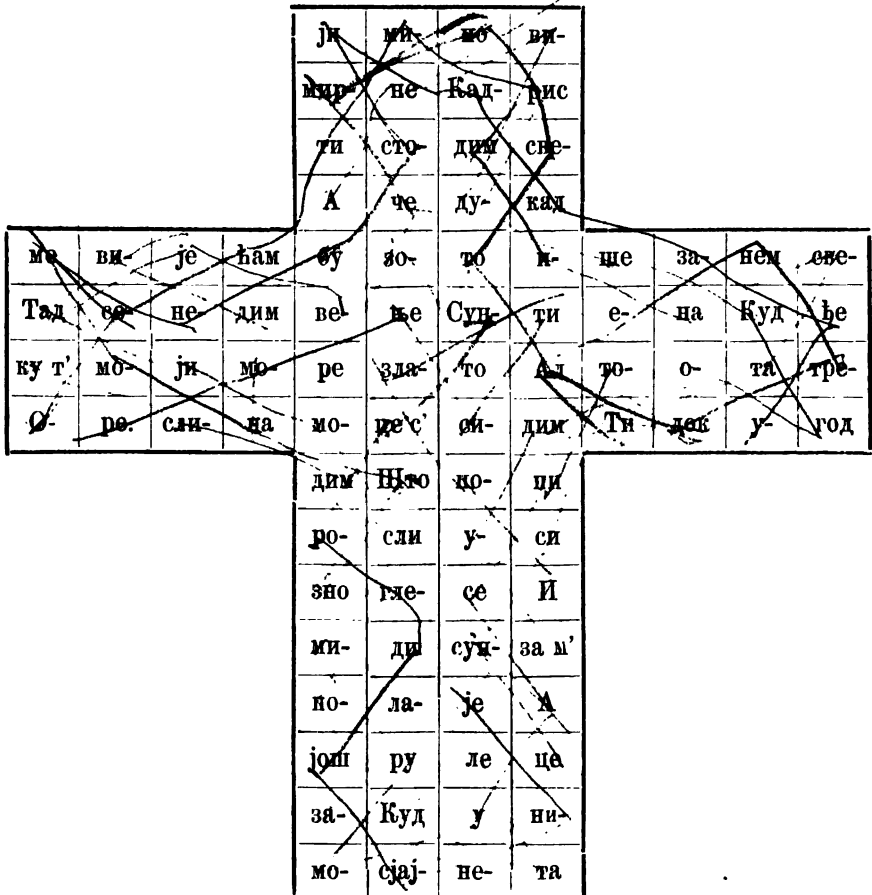 ји ми- но ви-
мир- не Кад- рис
ти сто- дим све-
А че ду- кад
мо ви- је ћам бу зо- то и- ше за- нем све-
Тад со- не- дим ве- ње Сун- ти е- на Куд ђе
ку т' мо- ји мо- ре зла- то Ал то- о- та тре-
О- ре сли- на мо- ре с' си- дим Ти док у- год
дим Што по- пи
ро- сли у- си
зно гле- се И
ми- ди сун- за м'
по- ла- је А
још ру ле це
за- Куд у ни-
мо- сјај- не- та